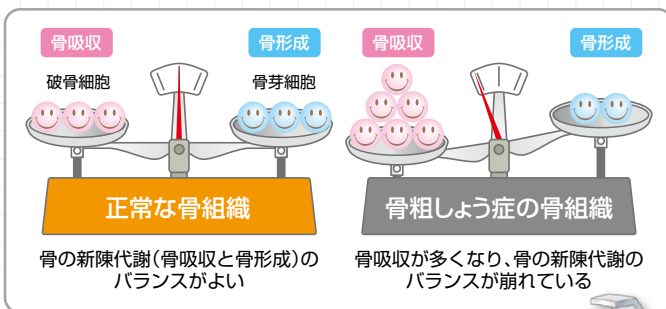 骨吸収
骨形成
破骨細胞
骨芽細胞
正常な骨組織
骨の新陳代謝(骨吸収と骨形成)の
バランスがよい
骨吸収
骨形成
骨粗しょう症の骨組織
骨吸収が多くなり、骨の新陳代謝の
バランスが崩れている